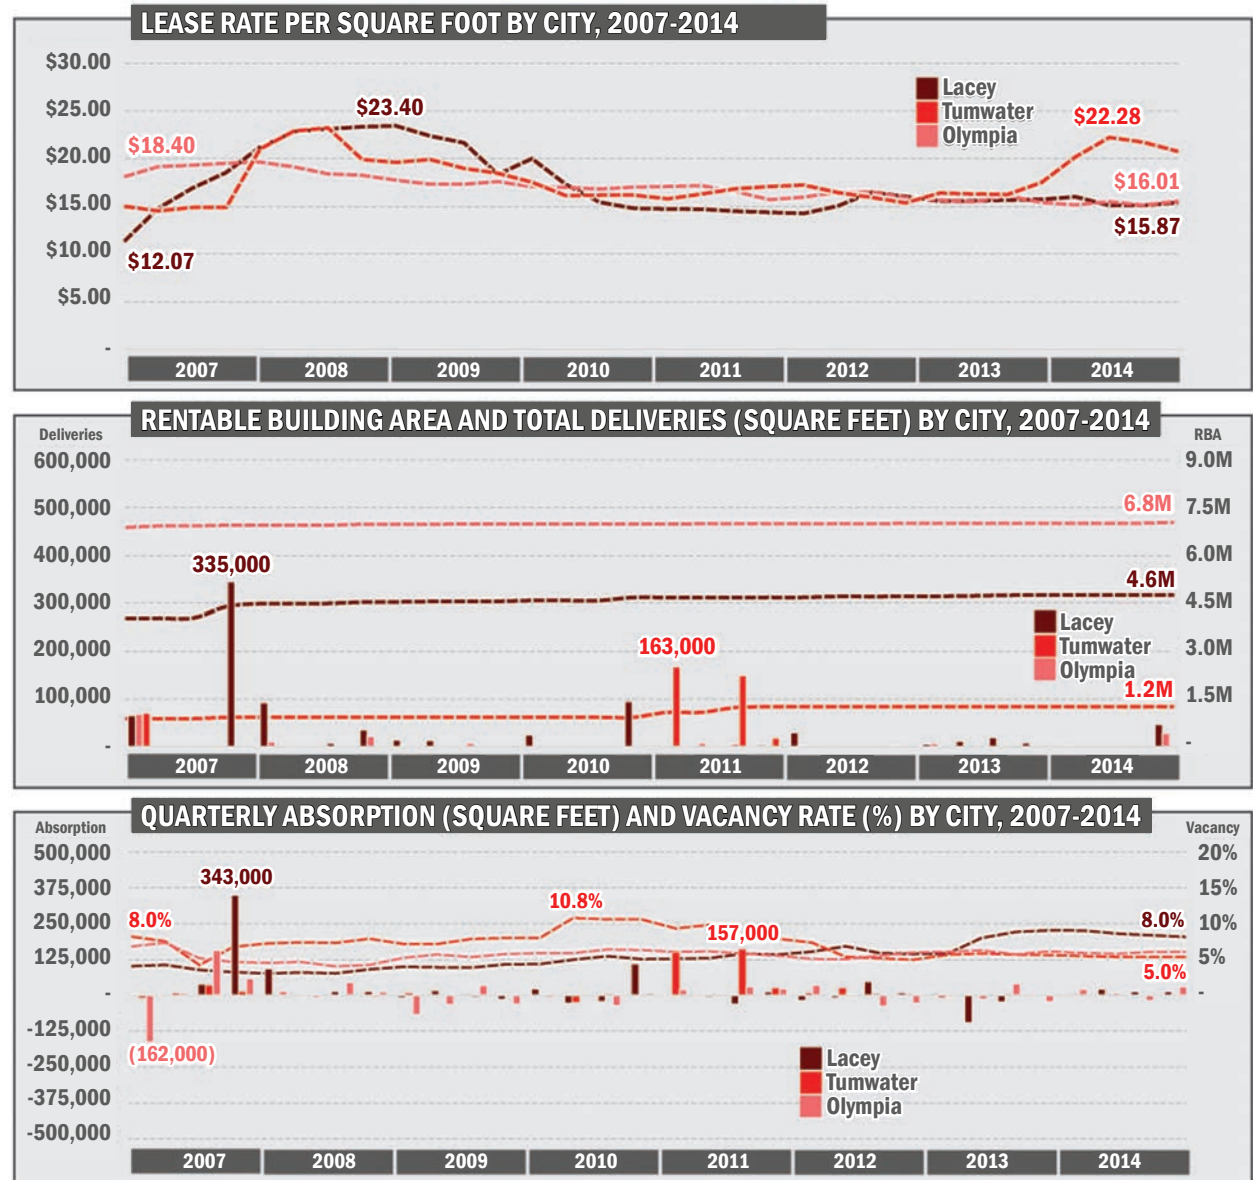 LEASE RATE PER SQUARE FOOT BY CITY, 2007-2014
$30.00
$25.00
$20.00
$15.00
$10.00
$5.00
-
$18.40
$12.07
$23.40
Lacey
Tumwater
Olympia
$22.28
$16.01
$15.87
2007 2008 2009 2010 2011 2012 2013 2014
RENTABLE BUILDING AREA AND TOTAL DELIVERIES (SQUARE FEET) BY CITY, 2007-2014
Deliveries
600,000
500,000
400,000
300,000
200,000
100,000
-
RBA
9.0M
7.5M
6.0M
4.5M
3.0M
1.5M
-
335,000
163,000
6.8M
4.6M
Lacey
Tumwater
Olympia
1.2M
2007 2008 2009 2010 2011 2012 2013 2014
QUARTERLY ABSORPTION (SQUARE FEET) AND VACANCY RATE (%) BY CITY, 2007-2014
Absorption
500,000
375,000
250,000
125,000
-
-125,000
-250,000
-375,000
-500,000
Vacancy
20%
15%
10%
5%
-
8.0%
343,000
(162,000)
10.8%
157,000
8.0%
5.0%
Lacey
Tumwater
Olympia
2007 2008 2009 2010 2011 2012 2013 2014